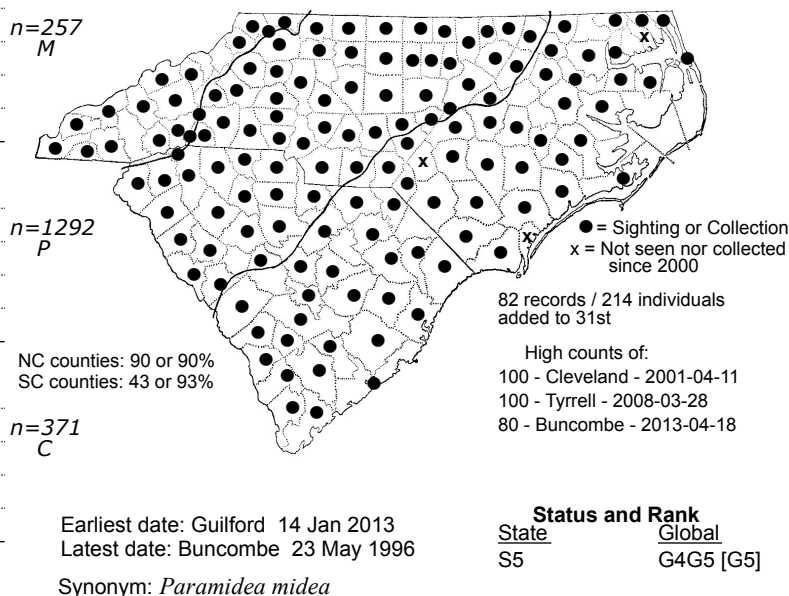 n=257
M
n=1292
P
n=371
C
x
x
x
● = Sighting or Collection
x = Not seen nor collected
since 2000
82 records / 214 individuals
added to 31st
NC counties: 90 or 90%
SC counties: 43 or 93%
High counts of:
100 - Cleveland - 2001-04-11
100 - Tyrrell - 2008-03-28
80 - Buncombe - 2013-04-18
Earliest date: Guilford 14 Jan 2013
Latest date: Buncombe 23 May 1996
Synonym: Paramidea midea
Status and Rank
State Global
S5 G4G5 [G5]